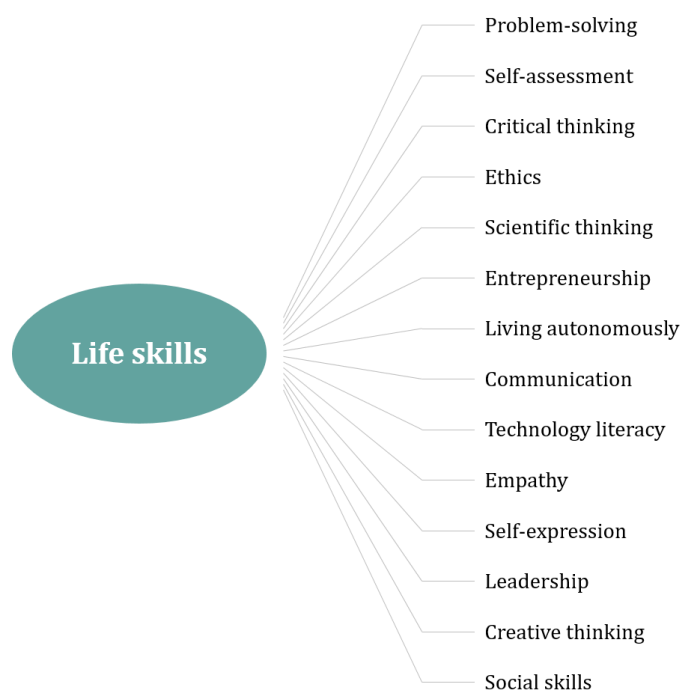 Life skills
Problem-solving
Self-assessment
Critical thinking
Ethics
Scientific thinking
Entrepreneurship
Living autonomously
Communication
Technology literacy
Empathy
Self-expression
Leadership
Creative thinking
Social skills